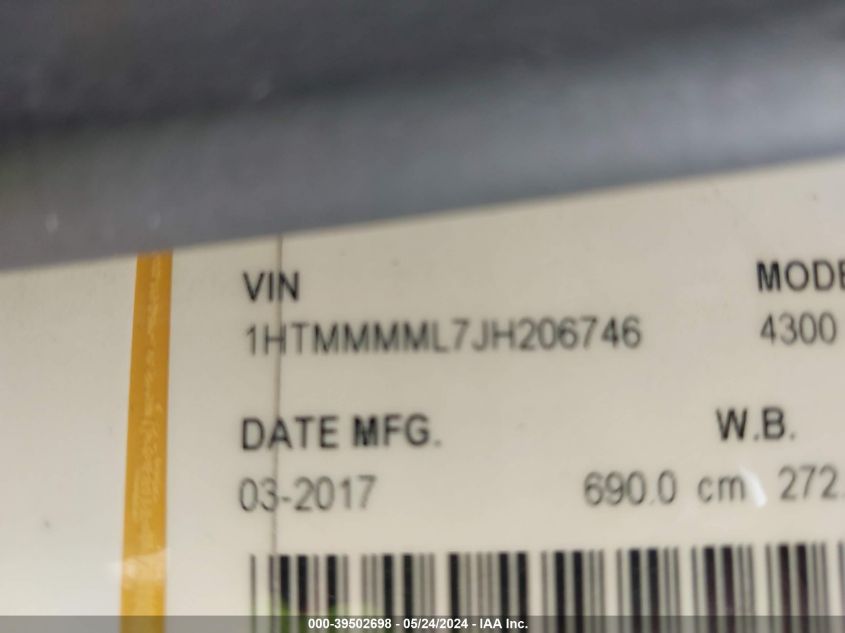 VIN MODE
1HTMMMML7JH206746 4300
DATE MFG. W.B.
03-2017 690.0 cm 272.
000-39502698 - 05/24/2024 - IAA Inc.